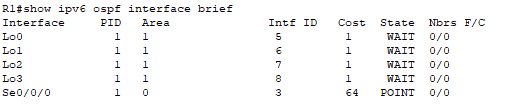 R1#show ipv6 ospf interface brief
Interface    PID   Area            Intf ID    Cost  State  Nbrs F/C
Lo0          1     1               5          1     WAIT   0/0
Lo1          1     1               6          1     WAIT   0/0
Lo2          1     1               7          1     WAIT   0/0
Lo3          1     1               8          1     WAIT   0/0
Se0/0/0      1     0               3          64    POINT  0/0